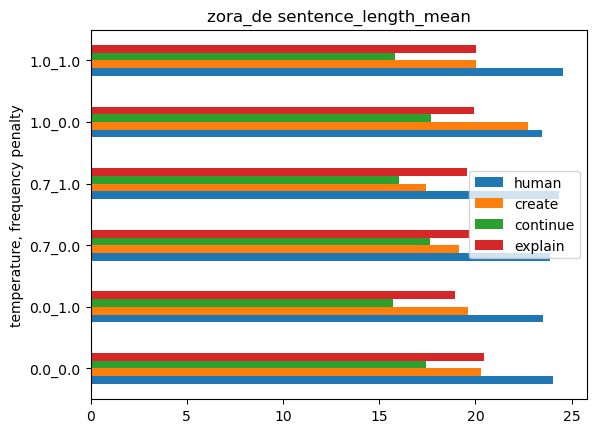 zora_de sentence_length_mean
temperature, frequency penalty
1.0_1.0
1.0_0.0
0.7_1.0
0.7_0.0
0.0_1.0
0.0_0.0
human
create
continue
explain
0 5 10 15 20 25